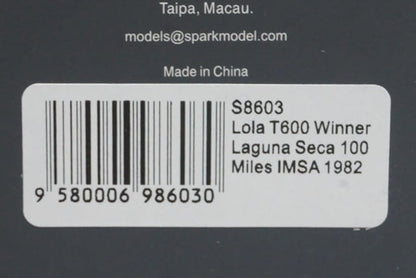 Taipa, Macau.
models@sparkmodel.com
Made in China
S8603
Lola T600 Winner
Laguna Seca 100
Miles IMSA 1982
9 580006 986030